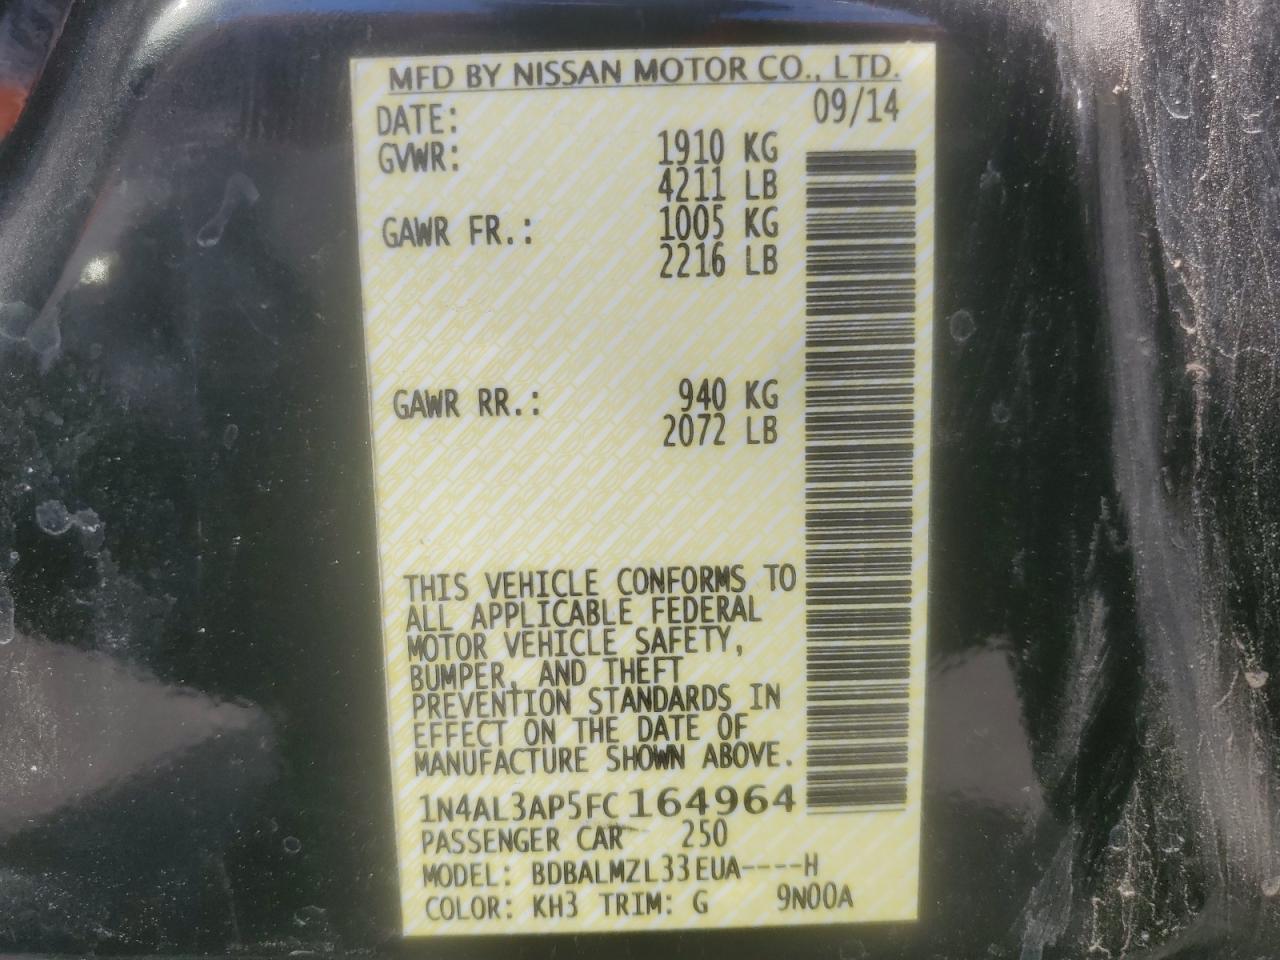 MFD BY NISSAN MOTOR CO., LTD.
DATE: 09/14
GVWR: 1910 KG
4211 LB
GAWR FR.: 1005 KG
2216 LB
GAWR RR.: 940 KG
2072 LB
THIS VEHICLE CONFORMS TO
ALL APPLICABLE FEDERAL
MOTOR VEHICLE SAFETY,
BUMPER, AND THEFT
PREVENTION STANDARDS IN
EFFECT ON THE DATE OF
MANUFACTURE SHOWN ABOVE.
1N4AL3AP5FC164964
PASSENGER CAR 250
MODEL: BDBALMZL33EUA----H
COLOR: KH3 TRIM: G 9N00A